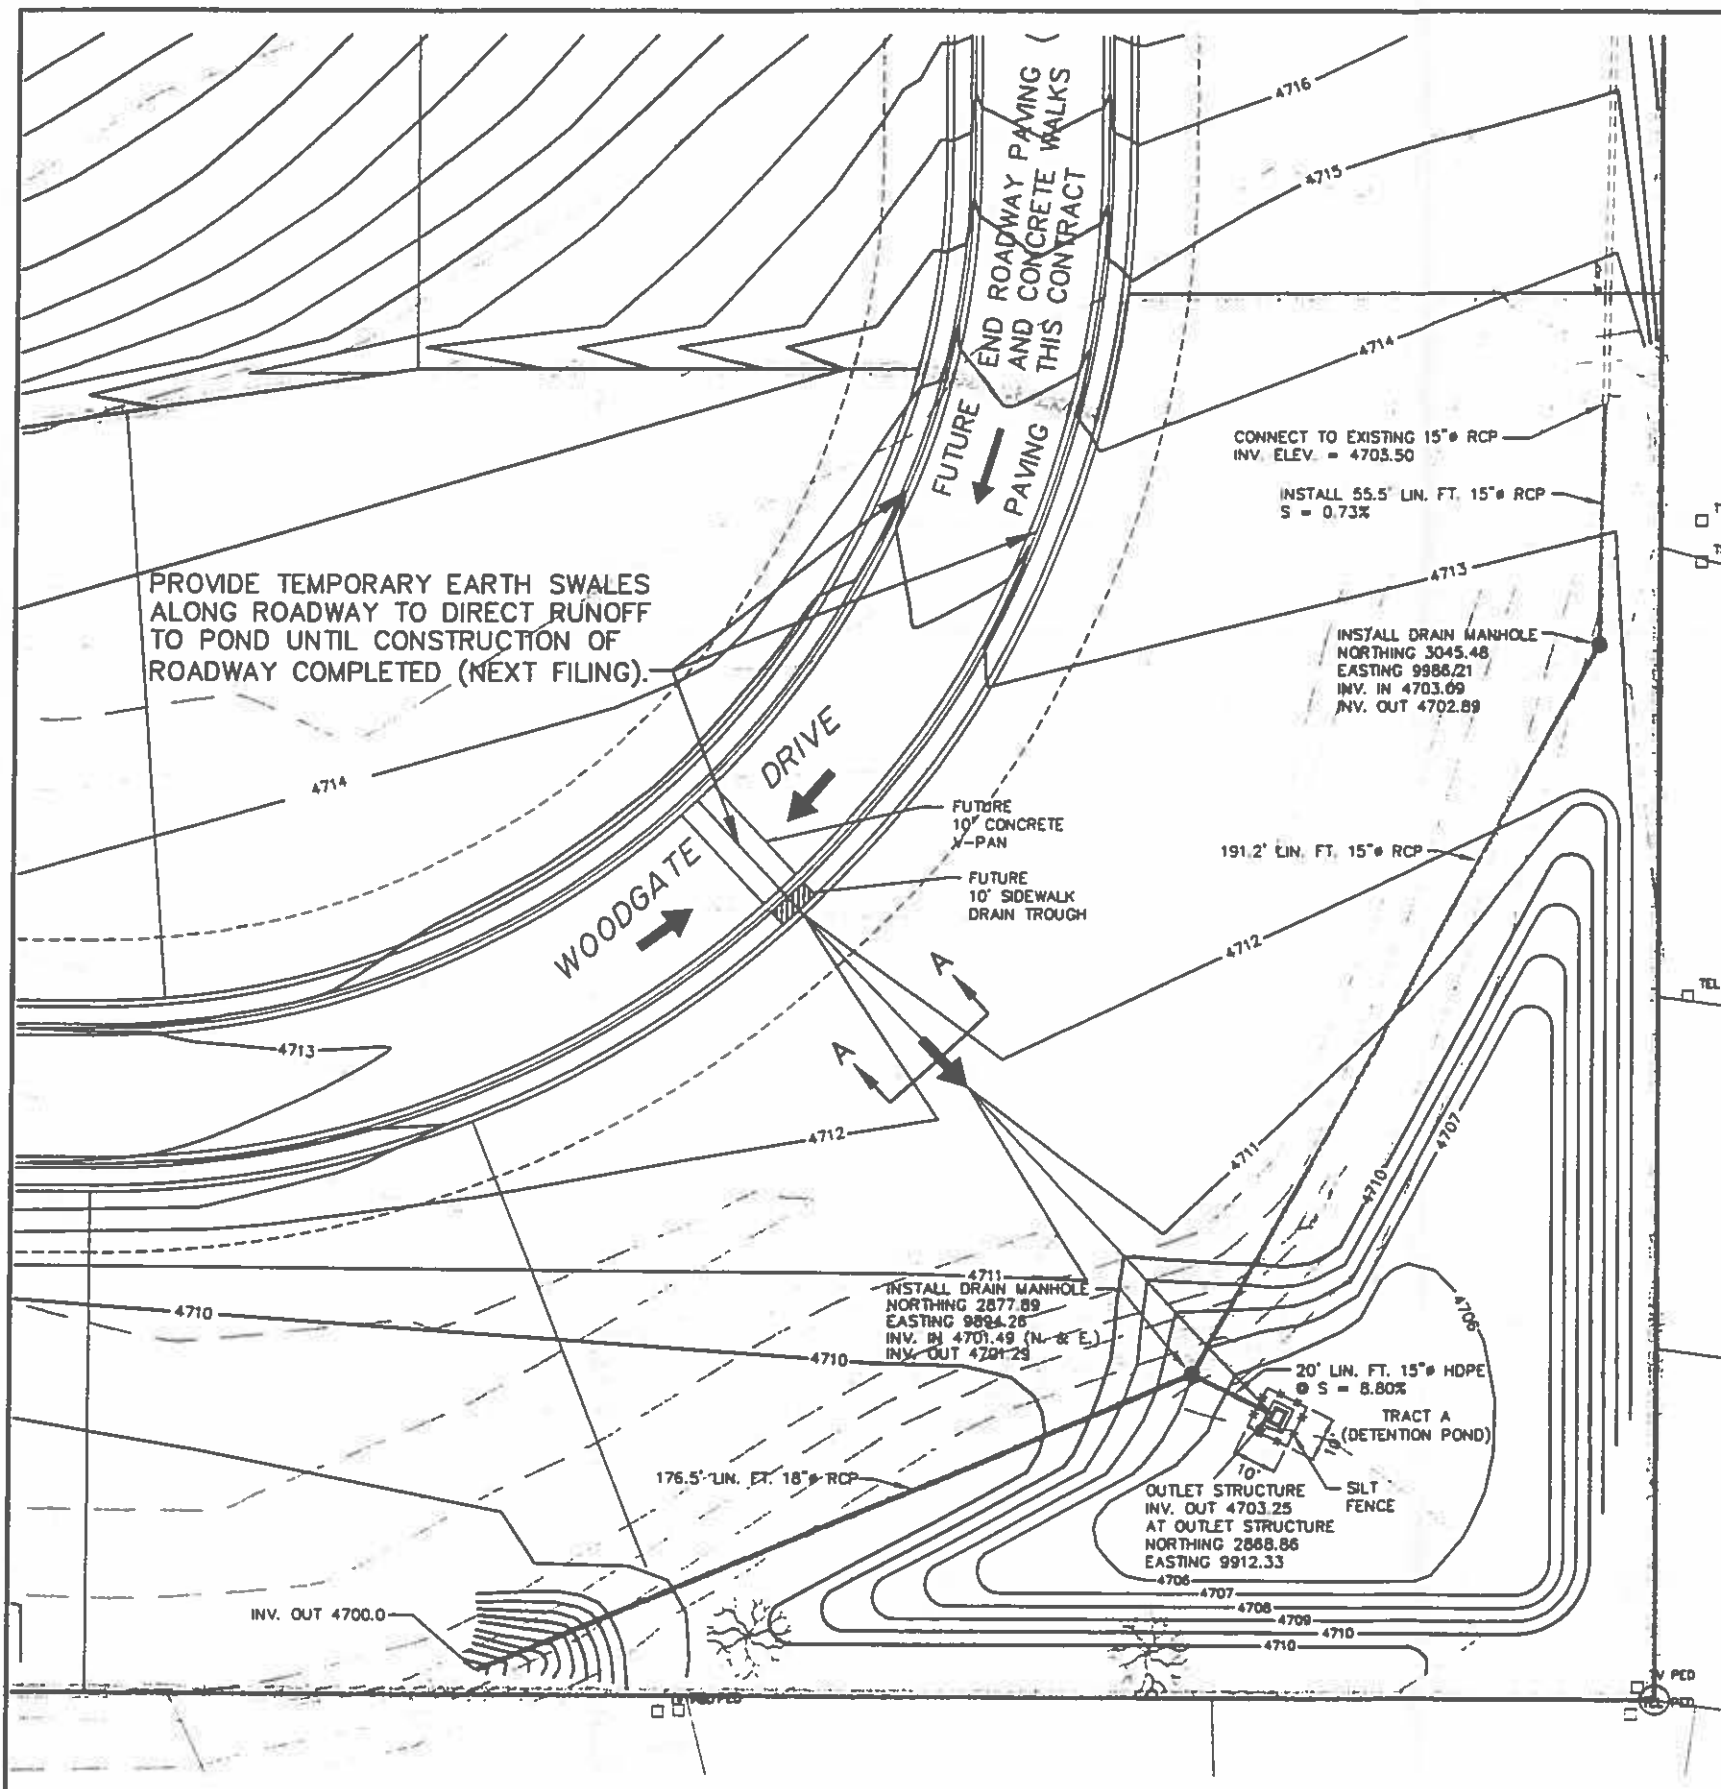 END ROADWAY PAVING
AND CONCRETE WALKS
THIS CONTRACT
4716
4715
4714
FUTURE
PAVING
CONNECT TO EXISTING 15"ø RCP
INV. ELEV. = 4703.50
INSTALL 55.5' LIN. FT. 15"ø RCP
S = 0.73%
4713
PROVIDE TEMPORARY EARTH SWALES
ALONG ROADWAY TO DIRECT RUNOFF
TO POND UNTIL CONSTRUCTION OF
ROADWAY COMPLETED (NEXT FILING).
INSTALL DRAIN MANHOLE
NORTHING 3045.48
EASTING 9986.21
INV. IN 4703.09
INV. OUT 4702.89
4714
WOODGATE DRIVE
FUTURE
10' CONCRETE
V-PAN
191.2' LIN. FT. 15"ø RCP
FUTURE
10' SIDEWALK
DRAIN TROUGH
4712
A
A
TEL
4713
4712
4711
4710
4707
4711
INSTALL DRAIN MANHOLE
NORTHING 2877.89
EASTING 9894.26
INV. IN 4701.49 (N. & E.)
INV. OUT 4701.29
4710
4710
4706
20' LIN. FT. 15"ø HDPE
@ S = 8.80%
TRACT A
(DETENTION POND)
10'
10'
176.5' LIN. FT. 18"ø RCP
SILT
FENCE
OUTLET STRUCTURE
INV. OUT 4703.25
AT OUTLET STRUCTURE
NORTHING 2868.86
EASTING 9912.33
4706
4707
4708
4709
4710
4710
INV. OUT 4700.0
V PED
TEL PED
PED